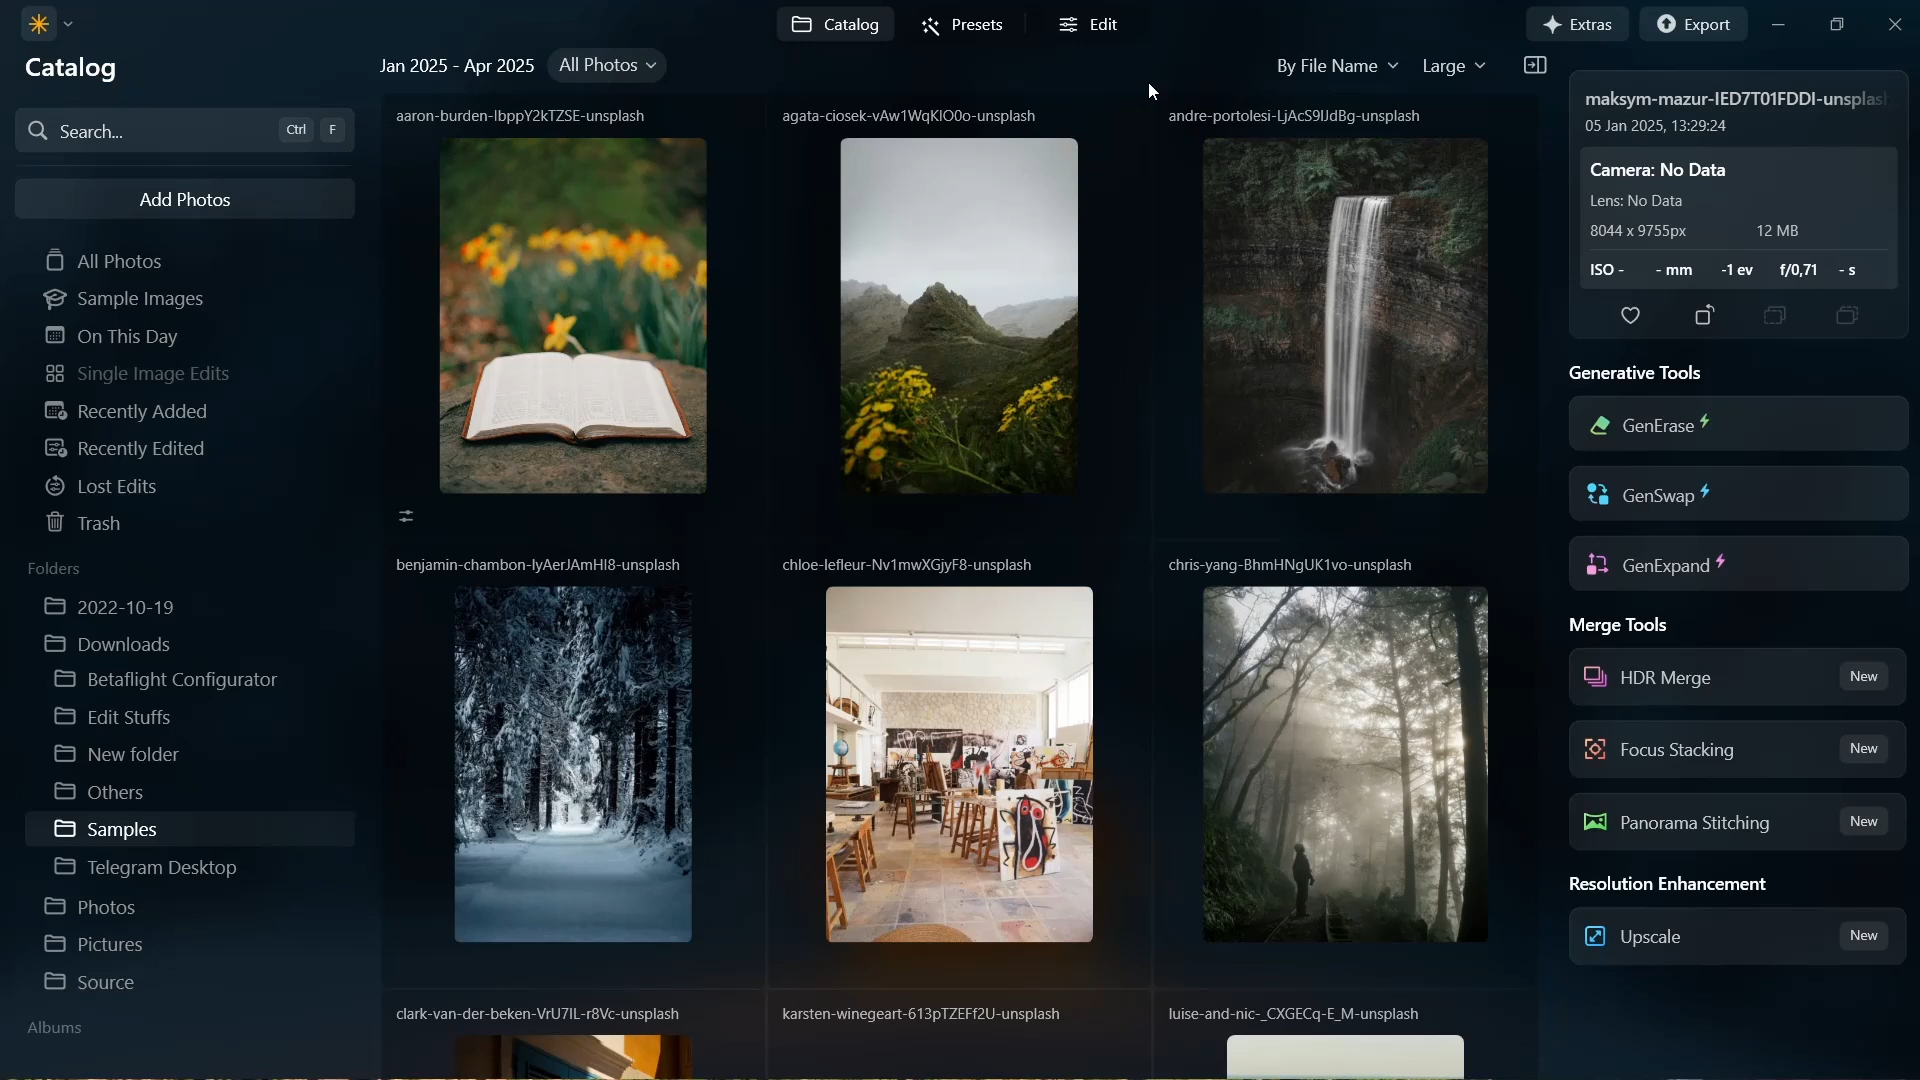 Catalog
Presets
Edit
Extras
Export
Catalog
Jan 2025 - Apr 2025
All Photos
By File Name
Large
Search...
Ctrl
F
Add Photos
All Photos
Sample Images
On This Day
Single Image Edits
Recently Added
Recently Edited
Lost Edits
Trash
Folders
2022-10-19
Downloads
Betaflight Configurator
Edit Stuffs
New folder
Others
Samples
Telegram Desktop
Photos
Pictures
Source
Albums
aaron-burden-lbppY2kTZSE-unsplash
agata-ciosek-vAw1WqKIO0o-unsplash
andre-portolesi-LjAcS9lJdBg-unsplash
benjamin-chambon-lyAerJAmHI8-unsplash
chloe-lefleur-Nv1mwXGjyF8-unsplash
chris-yang-BhmHNgUK1vo-unsplash
clark-van-der-beken-VrU7IL-r8Vc-unsplash
karsten-winegeart-613pTZEFf2U-unsplash
luise-and-nic-_CXGECq-E_M-unsplash
maksym-mazur-IED7T01FDDI-unsplas
05 Jan 2025, 13:29:24
Camera: No Data
Lens: No Data
8044 x 9755px 12 MB
ISO - - mm -1 ev f/0,71 - s
Generative Tools
GenErase
GenSwap
GenExpand
Merge Tools
HDR Merge New
Focus Stacking New
Panorama Stitching New
Resolution Enhancement
Upscale New